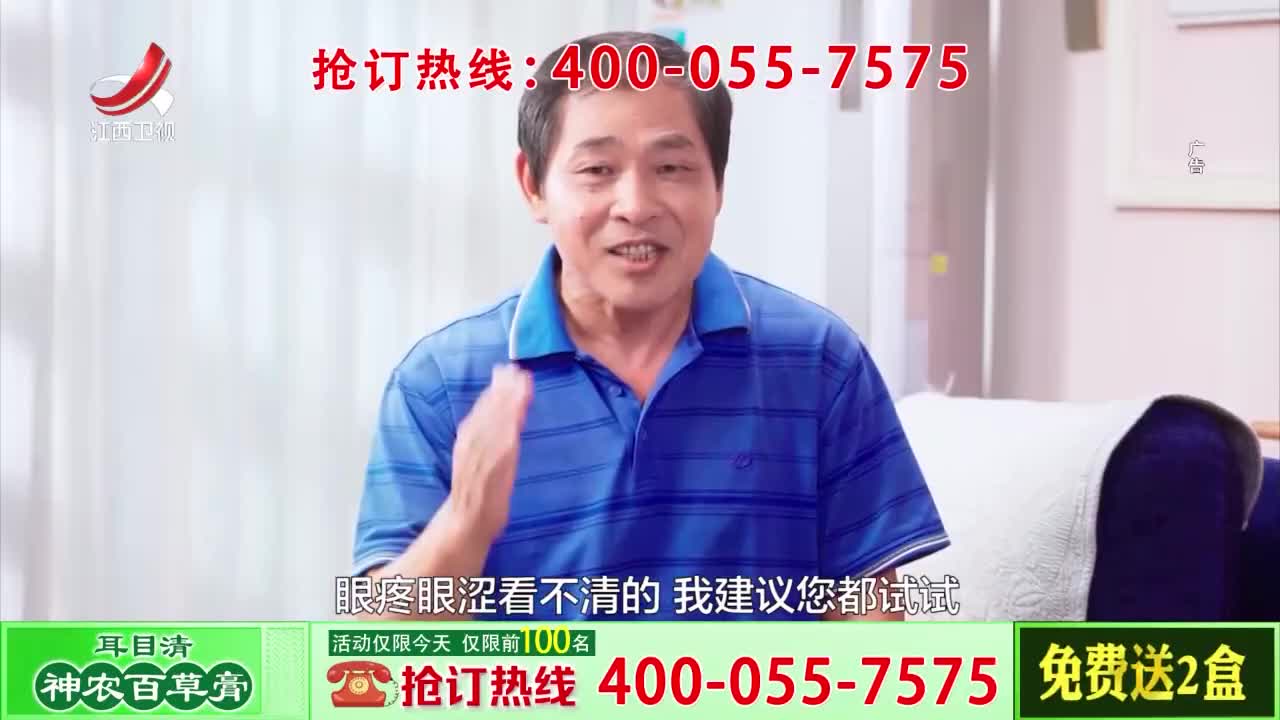 抢订热线：400-055-7575
江西卫视
广告
眼疼眼涩看不清的 我建议您都试试
耳目清
神农百草膏
活动仅限今天 仅限前100名
抢订热线 400-055-7575
免费送2盒